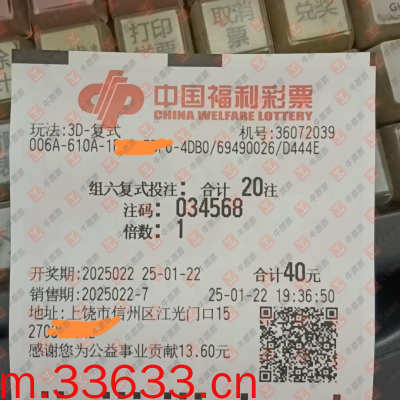 打印
票
取消
票
兑奖
中国福利彩票
CHINA WELFARE LOTTERY
玩法:3D-复式 机号:36072039
006A-610A- -4DB0/69490026/D444E
组六复式投注: 合计 20注
注码: 034568
倍数: 1
开奖期:2025022 25-01-22 合计40元
销售期:2025022-7 25-01-22 19:36:50
地址:上饶市信州区江光门口15
感谢您为公益事业贡献13.60元
m.33633.cn